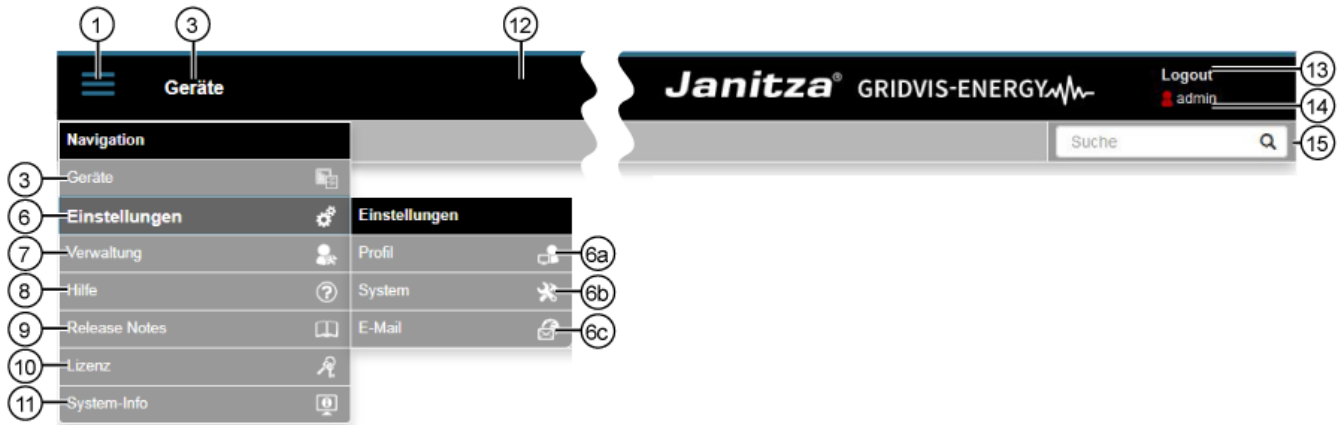 1 3 12
Geräte Janitza® GRIDVIS-ENERGY Logout 13
admin 14
Navigation Suche 15
3 Geräte
6 Einstellungen Einstellungen
7 Verwaltung Profil 6a
8 Hilfe System 6b
9 Release Notes E-Mail 6c
10 Lizenz
11 System-Info